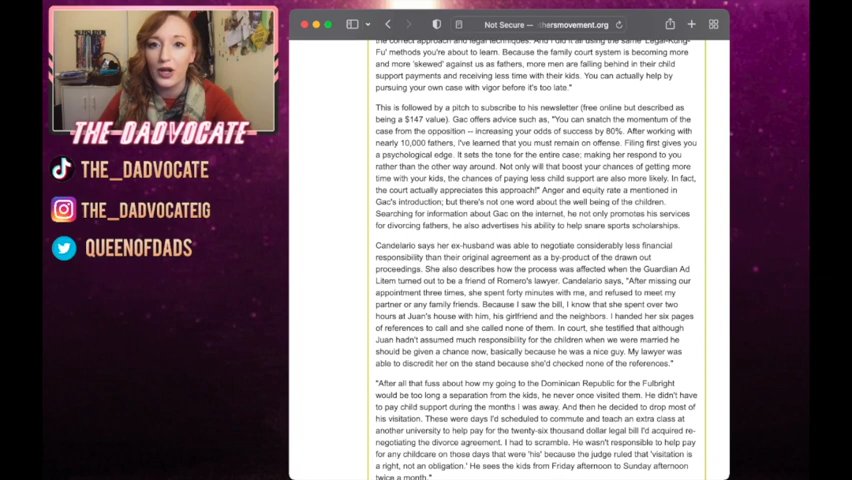 Not Secure — thersmovement.org
the correct approach and legal techniques. And I did it all using the same 'Legal-Kung-
Fu' methods you're about to learn. Because the family court system is becoming more
and more 'skewed' against us as fathers, more men are falling behind in their child
support payments and receiving less time with their kids. You can actually help by
pursuing your own case with vigor before it's too late."
This is followed by a pitch to subscribe to his newsletter (free online but described as
being a $147 value). Gac offers advice such as, "You can snatch the momentum of the
case from the opposition -- increasing your odds of success by 80%. After working with
nearly 10,000 fathers, I've learned that you must remain on offense. Filing first gives you
a psychological edge. It sets the tone for the entire case; making her respond to you
rather than the other way around. Not only will that boost your chances of getting more
time with your kids, the chances of paying less child support are also more likely. In fact,
the court actually appreciates this approach!" Anger and equity rate a mentioned in
Gac's introduction; but there's not one word about the well being of the children.
Searching for information about Gac on the internet, he not only promotes his services
for divorcing fathers, he also advertises his ability to help snare sports scholarships.
Candelario says her ex-husband was able to negotiate considerably less financial
responsibility than their original agreement as a by-product of the drawn out
proceedings. She also describes how the process was affected when the Guardian Ad
Litem turned out to be a friend of Romero's lawyer. Candelario says, "After missing our
appointment three times, she spent forty minutes with me, and refused to meet my
partner or any family friends. Because I saw the bill, I know that she spent over two
hours at Juan's house with him, his girlfriend and the neighbors. I handed her six pages
of references to call and she called none of them. In court, she testified that although
Juan hadn't assumed much responsibility for the children when we were married he
should be given a chance now, basically because he was a nice guy. My lawyer was
able to discredit her on the stand because she'd checked none of the references."
"After all that fuss about how my going to the Dominican Republic for the Fulbright
would be too long a separation from the kids, he never once visited them. He didn't have
to pay child support during the months I was away. And then he decided to drop most of
his visitation. These were days I'd scheduled to commute and teach an extra class at
another university to help pay for the twenty-six thousand dollar legal bill I'd acquired re-
negotiating the divorce agreement. I had to scramble. He wasn't responsible to help pay
for any childcare on those days that were 'his' because the judge ruled that 'visitation is
a right, not an obligation.' He sees the kids from Friday afternoon to Sunday afternoon
twice a month."
THE DADVOCATE
THE_DADVOCATE
THE_DADVOCATEIG
QUEENOFDADS